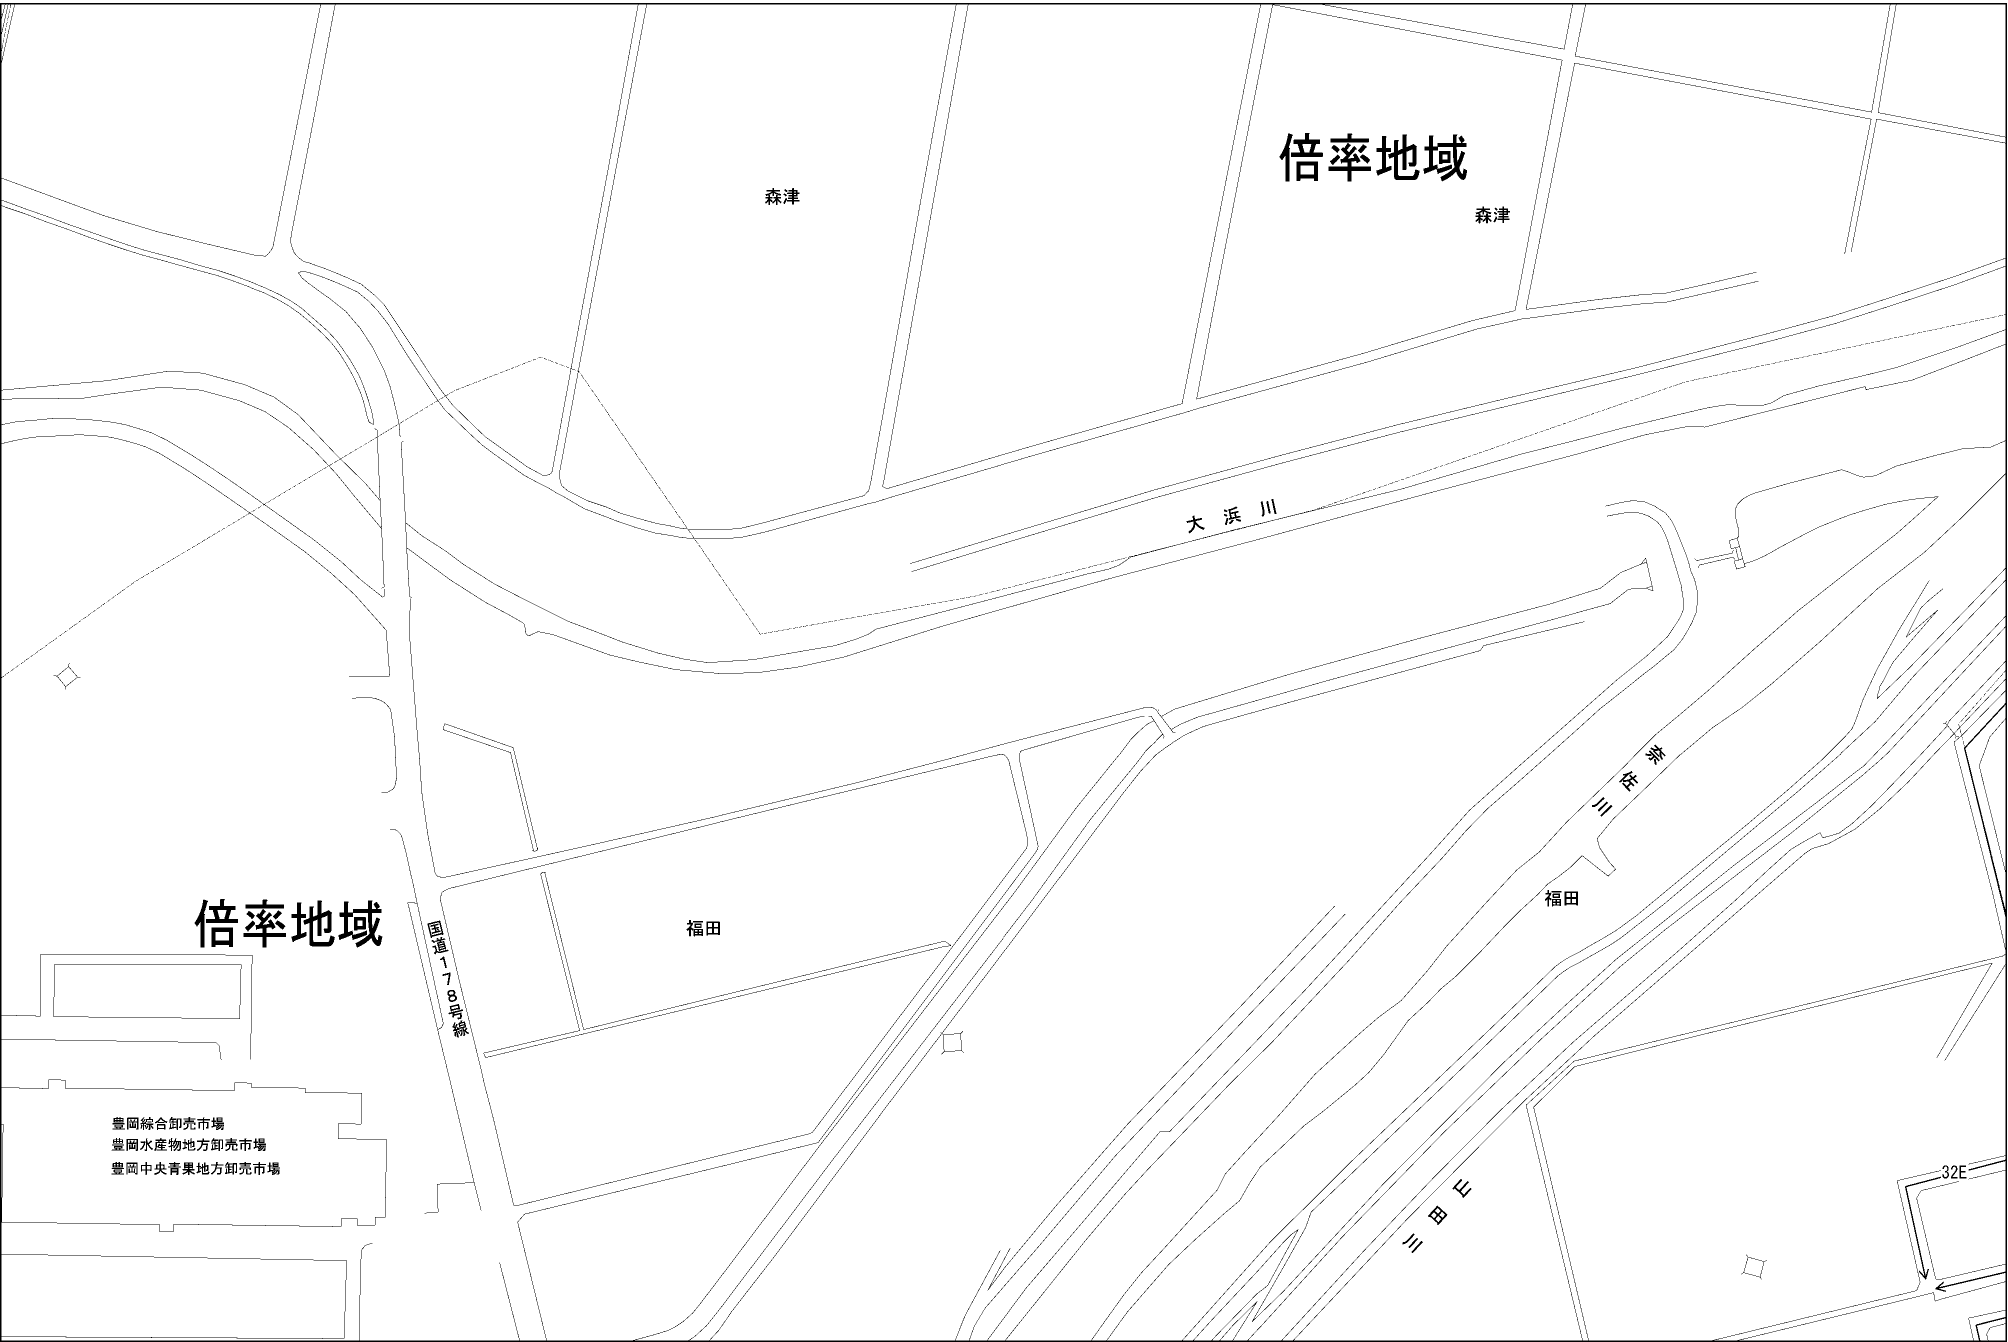 倍率地域
森津
森津
大浜川
奈佐川
倍率地域
福田
福田
国道178号線
豊岡綜合卸売市場
豊岡水産物地方卸売市場
豊岡中央青果地方卸売市場
山田川
32E